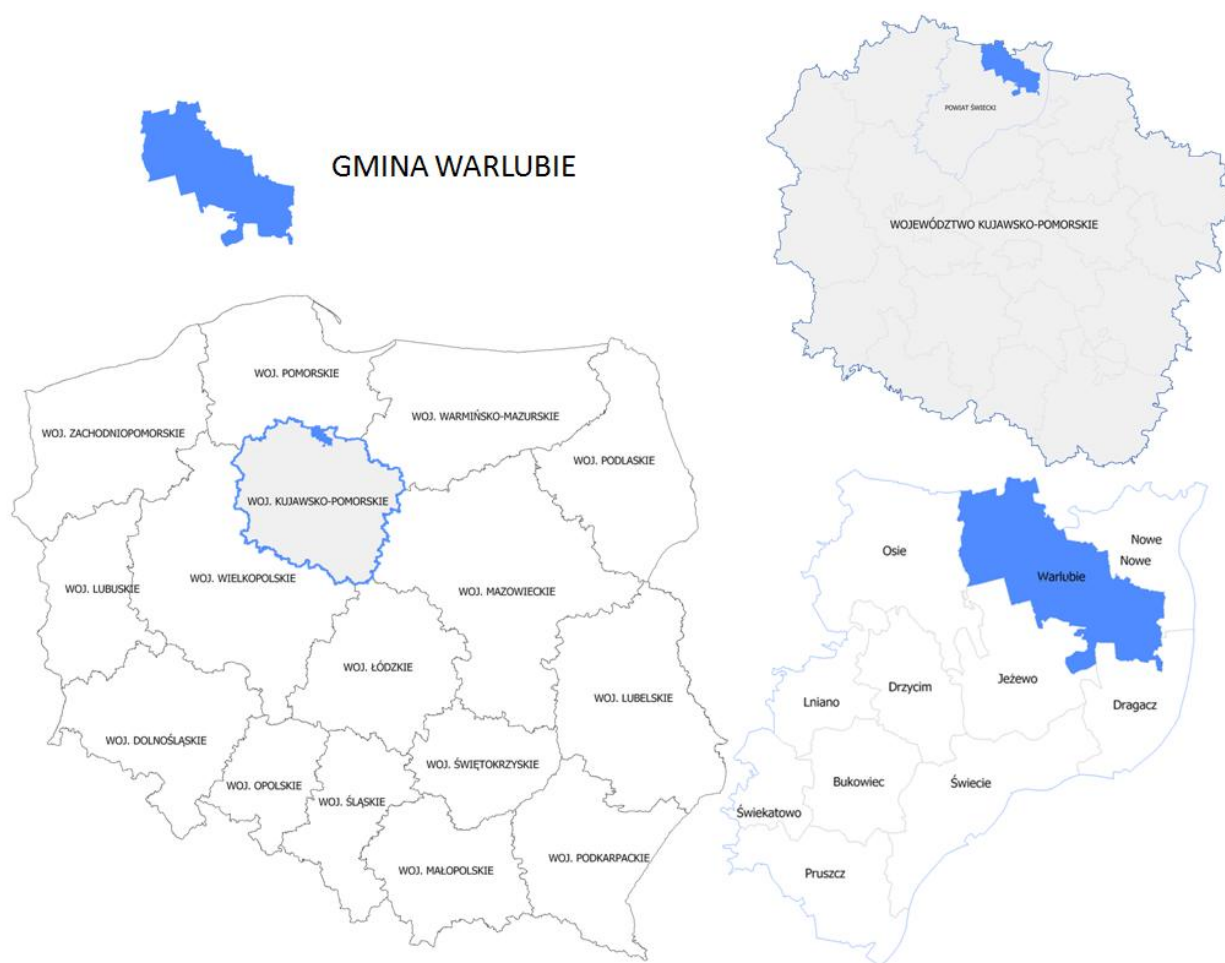 GMINA WARLUBIE
POWIAT ŚWIECKI
WOJEWÓDZTWO KUJAWSKO-POMORSKIE
WOJ. POMORSKIE
WOJ. WARMIŃSKO-MAZURSKIE
WOJ. ZACHODNIOPOMORSKIE
WOJ. PODLASKIE
WOJ. KUJAWSKO-POMORSKIE
WOJ. LUBUSKIE
WOJ. WIELKOPOLSKIE
WOJ. MAZOWIECKIE
WOJ. ŁÓDZKIE
WOJ. LUBELSKIE
WOJ. DOLNOŚLĄSKIE
WOJ. OPOLSKIE
WOJ. ŚLĄSKIE
WOJ. ŚWIĘTOKRZYSKIE
WOJ. MAŁOPOLSKIE
WOJ. PODKARPACKIE
Osie
Nowe
Nowe
Warlubie
Jeżewo
Drzycim
Lniano
Dragacz
Bukowiec
Świecie
Świekatowo
Pruszcz